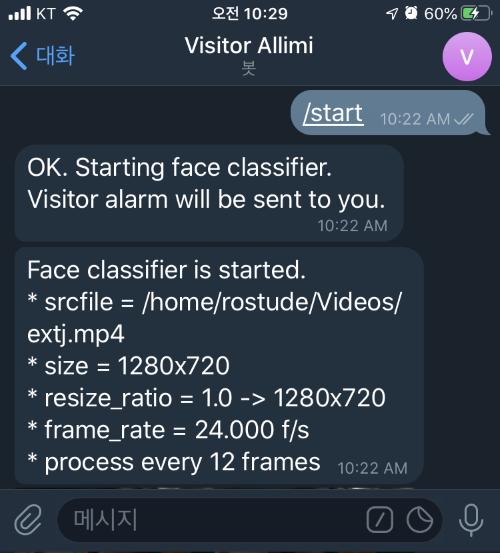 KT 오전 10:29 60%
대화 Visitor Allimi V
봇
/start 10:22 AM
OK. Starting face classifier.
Visitor alarm will be sent to you.
10:22 AM
Face classifier is started.
* srcfile = /home/rostude/Videos/
extj.mp4
* size = 1280x720
* resize_ratio = 1.0 -> 1280x720
* frame_rate = 24.000 f/s
* process every 12 frames 10:22 AM
메시지